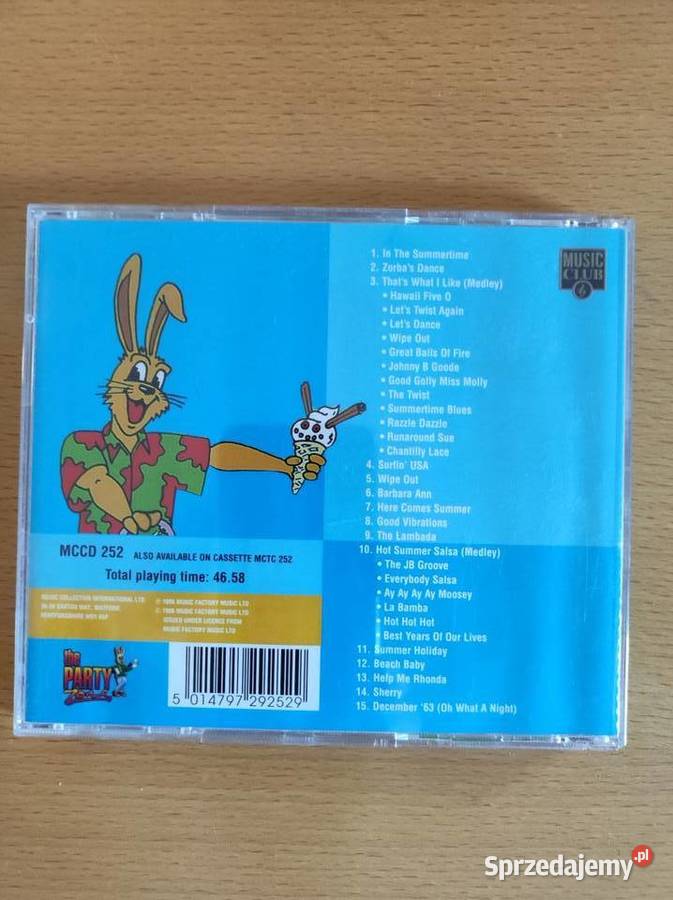 1. In The Summertime
2. Zorba's Dance
3. That's What I Like (Medley)
• Hawaii Five O
• Let's Twist Again
• Let's Dance
• Wipe Out
• Great Balls Of Fire
• Johnny B Goode
• Good Golly Miss Molly
• The Twist
• Summertime Blues
• Razzle Dazzle
• Runaround Sue
• Chantilly Lace
4. Surfin' USA
5. Wipe Out
6. Barbara Ann
7. Here Comes Summer
8. Good Vibrations
9. The Lambada
10. Hot Summer Salsa (Medley)
• The JB Groove
• Everybody Salsa
• Ay Ay Ay Ay Moosey
• La Bamba
• Hot Hot Hot
• Best Years Of Our Lives
11. Summer Holiday
12. Beach Baby
13. Help Me Rhonda
14. Sherry
15. December '63 (Oh What A Night)
MUSIC
CLUB
MCCD 252 ALSO AVAILABLE ON CASSETTE MCTC 252
Total playing time: 46.58
MUSIC COLLECTION INTERNATIONAL LTD
WATFORD
HERTFORDSHIRE
℗ 1996 MUSIC FACTORY MUSIC LTD
© 1996 MUSIC FACTORY MUSIC LTD
ISSUED UNDER LICENCE FROM
MUSIC FACTORY MUSIC LTD
the
PARTY
Zone
5 014797 292529
Sprzedajemy.pl